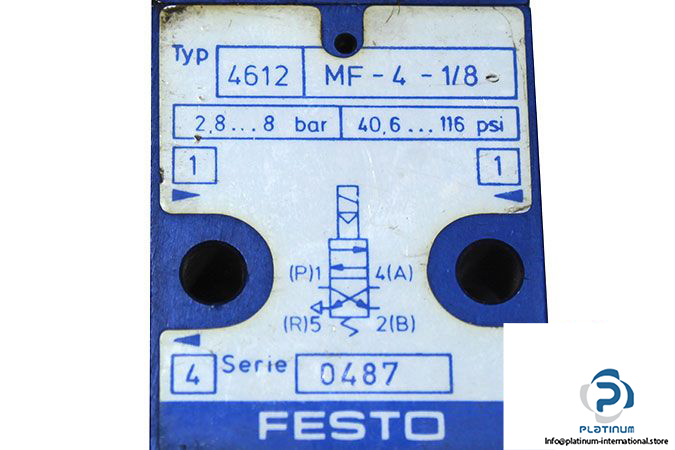 Typ 4612 MF-4-1/8
2,8...8 bar 40,6...116 psi
1 1
(P)1 4(A)
(R)5 2(B)
4 Serie 0487
FESTO
PLATINUM
Info@platinum-international.store